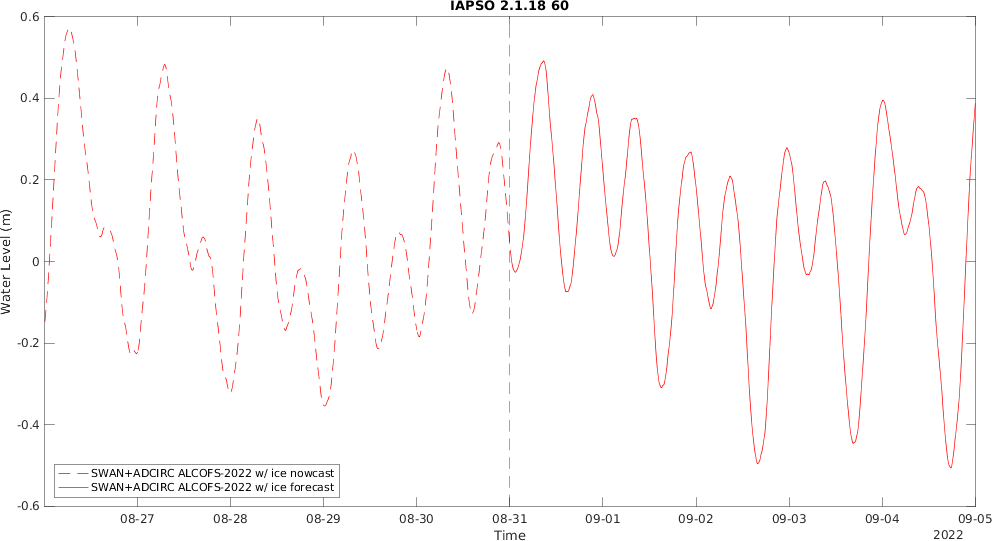 IAPSO 2.1.18 60
0.6
0.4
0.2
0
-0.2
-0.4
-0.6
Water Level (m)
SWAN+ADCIRC ALCOFS-2022 w/ ice nowcast
SWAN+ADCIRC ALCOFS-2022 w/ ice forecast
08-27 08-28 08-29 08-30 08-31 09-01 09-02 09-03 09-04 09-05
Time
2022